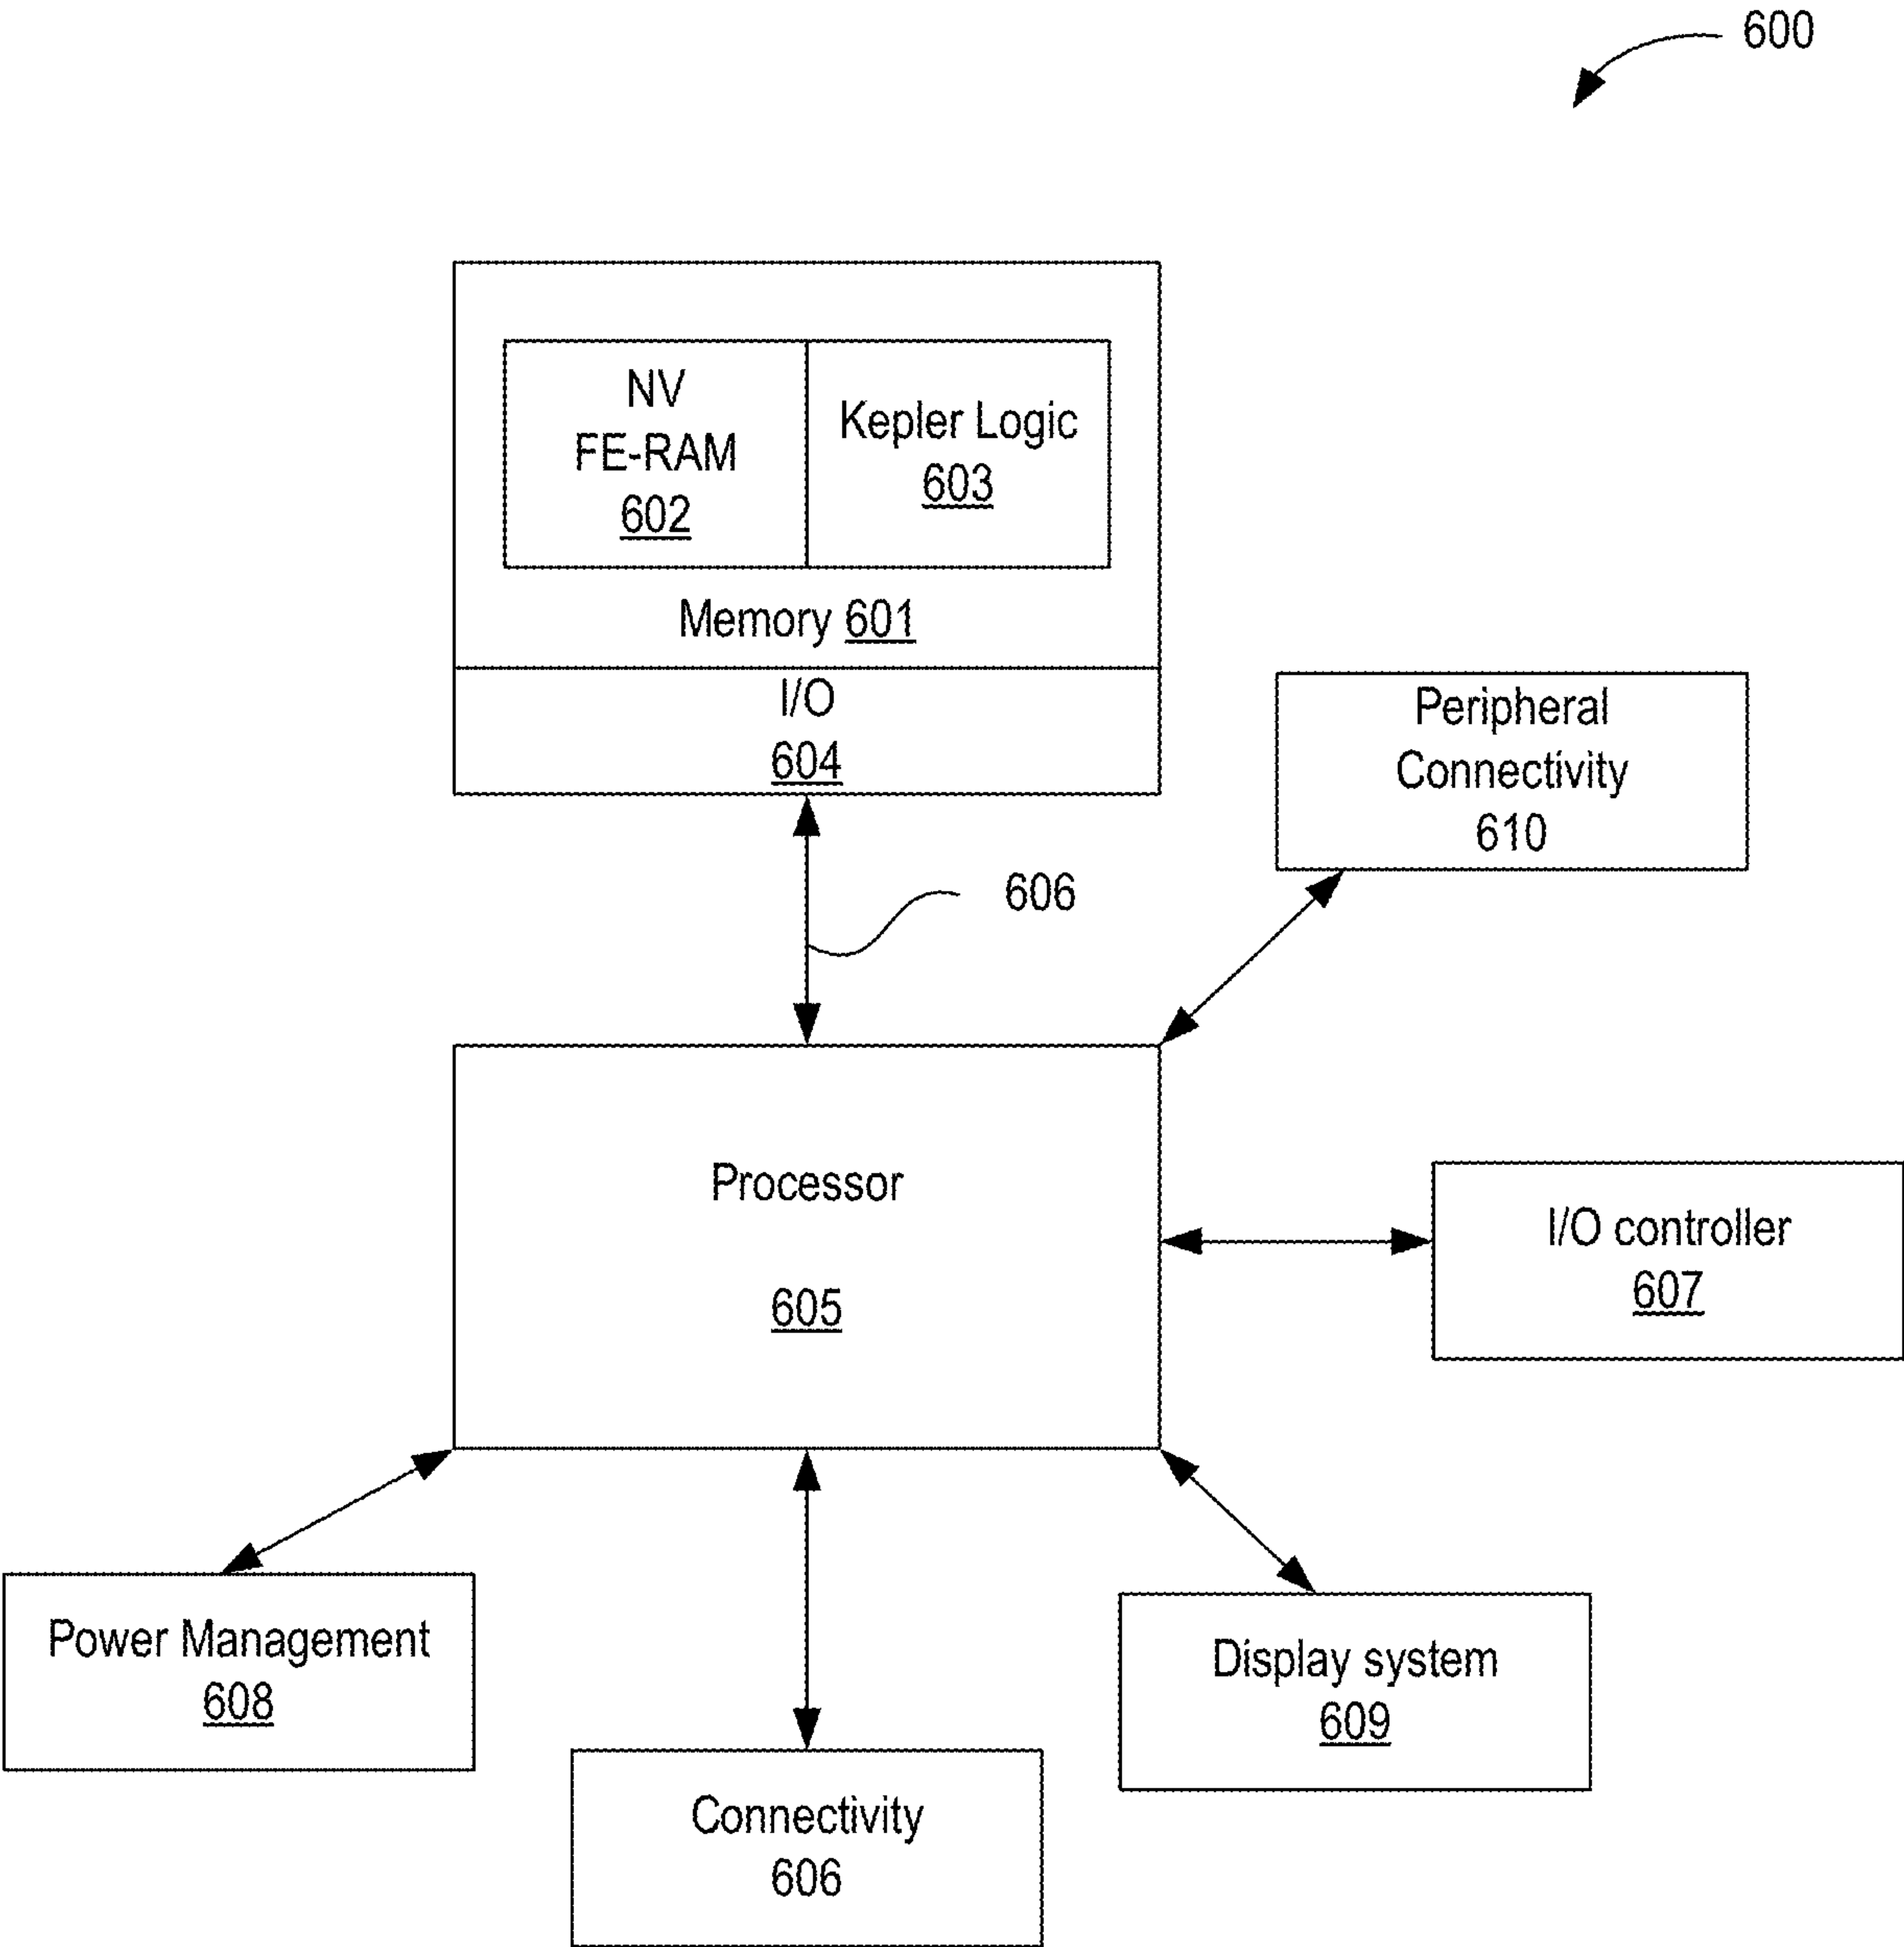 600
NV
FE-RAM
602
Kepler Logic
603
Memory 601
I/O
604
Peripheral
Connectivity
610
606
Processor
605
I/O controller
607
Power Management
608
Display system
609
Connectivity
606